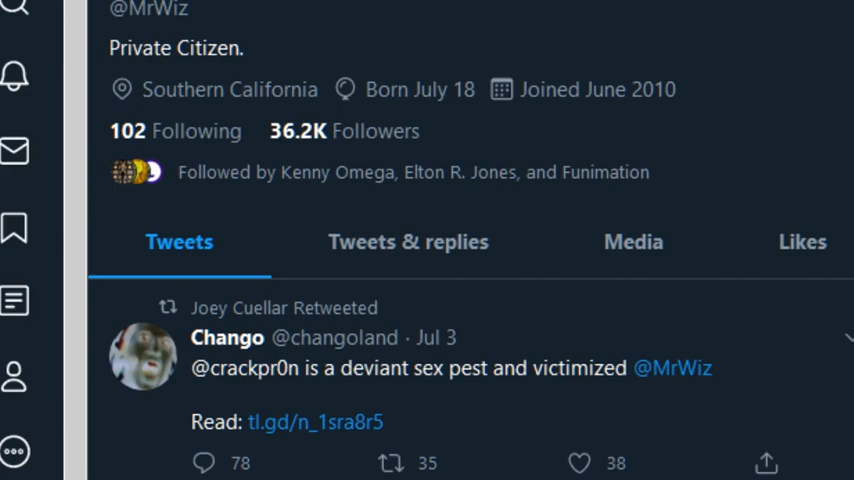 @MrWiz
Private Citizen.
Southern California Born July 18 Joined June 2010
102 Following 36.2K Followers
Followed by Kenny Omega, Elton R. Jones, and Funimation
Tweets Tweets & replies Media Likes
Joey Cuellar Retweeted
Chango @changoland · Jul 3
@crackpr0n is a deviant sex pest and victimized @MrWiz
Read: tl.gd/n_1sra8r5
78 35 38